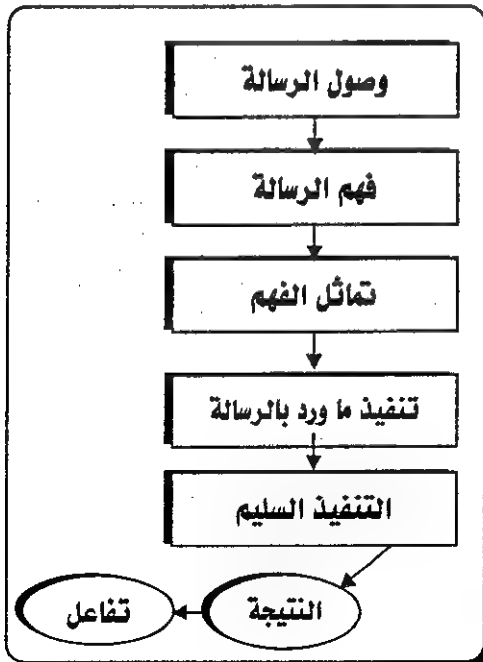 وصول الرسالة
فهم الرسالة
تماثل الفهم
تنفيذ ما ورد بالرسالة
التنفيذ السليم
النتيجة
تفاعل